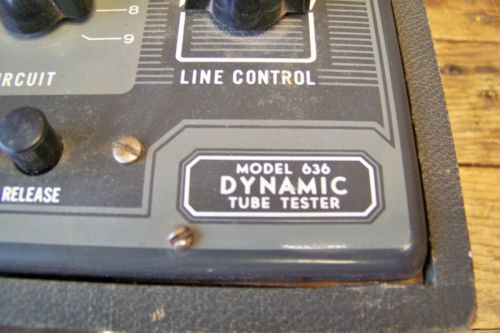 8
9
RCUIT
LINE CONTROL
RELEASE
MODEL 636
DYNAMIC
TUBE TESTER